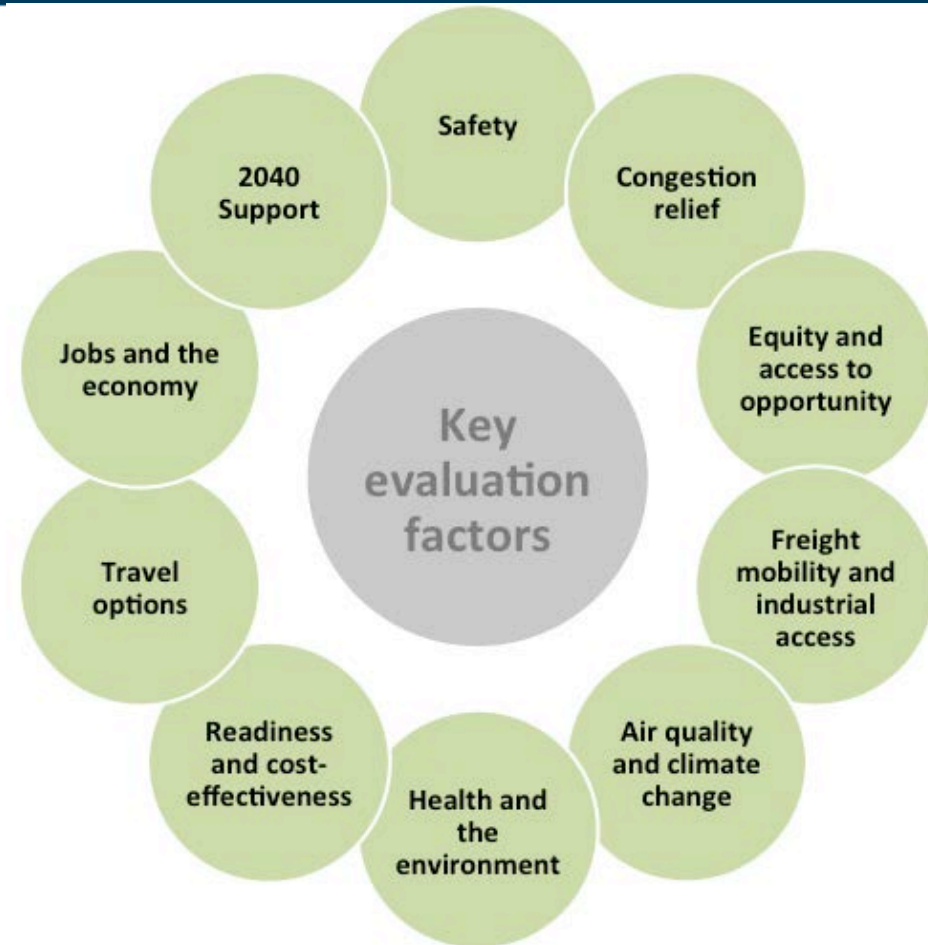 Safety
Congestion
relief
Equity and
access to
opportunity
Freight
mobility and
industrial
access
Air quality
and climate
change
Health and
the
environment
Readiness
and cost-
effectiveness
Travel
options
Jobs and the
economy
2040
Support
Key
evaluation
factors